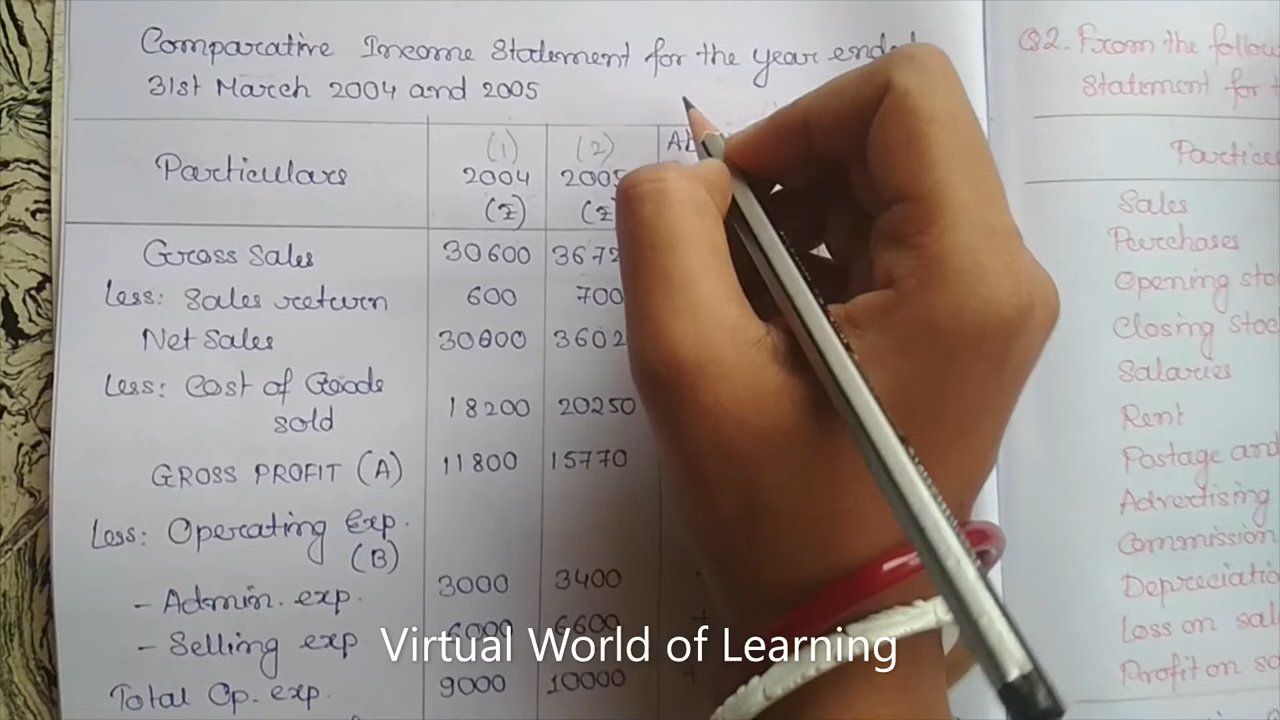 Comparative Income Statement for the year ended
31st March 2004 and 2005
Particulars
(1)
2004
(₹)
(2)
2005
(₹
Gross Sales 30600 3672
Less: Sales return 600 700
Net Sales 30000 3602
Less: Cost of Goods
sold 18200 20250
GROSS PROFIT (A) 11800 15770
Less: Operating Exp.
(B)
- Admin. exp. 3000 3400
- Selling exp 6000 6600
Total Op. exp. 9000 10000
Virtual World of Learning
Q2. From the follow
Statement for
Sales
Purchases
Opening sto
Closing stoc
Salaries
Rent
Postage and
Advertising
Commission
Depreciatio
Loss on sal
Profit on s